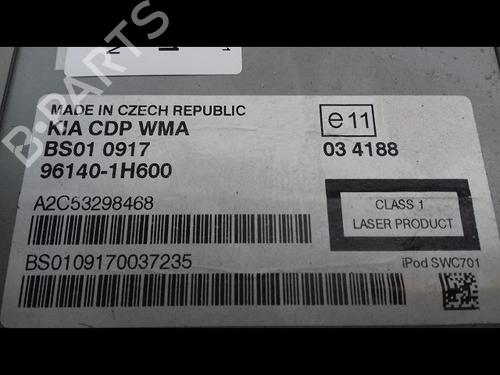 MADE IN CZECH REPUBLIC
KIA CDP WMA
BS01 0917
96140-1H600
e11
03 4188
A2C53298468
CLASS 1
LASER PRODUCT
BS0109170037235
iPod SWC701
B-PARTS